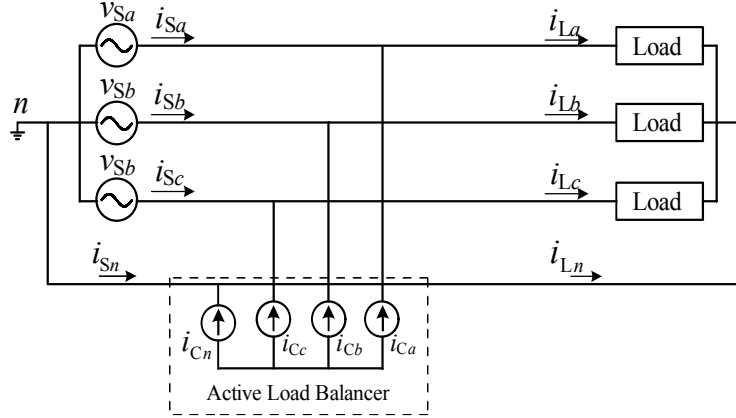 vSa iSa iLa Load
n vSb iSb iLb Load
vSb iSc iLc Load
iSn iLn
iCn iCc iCb iCa
Active Load Balancer